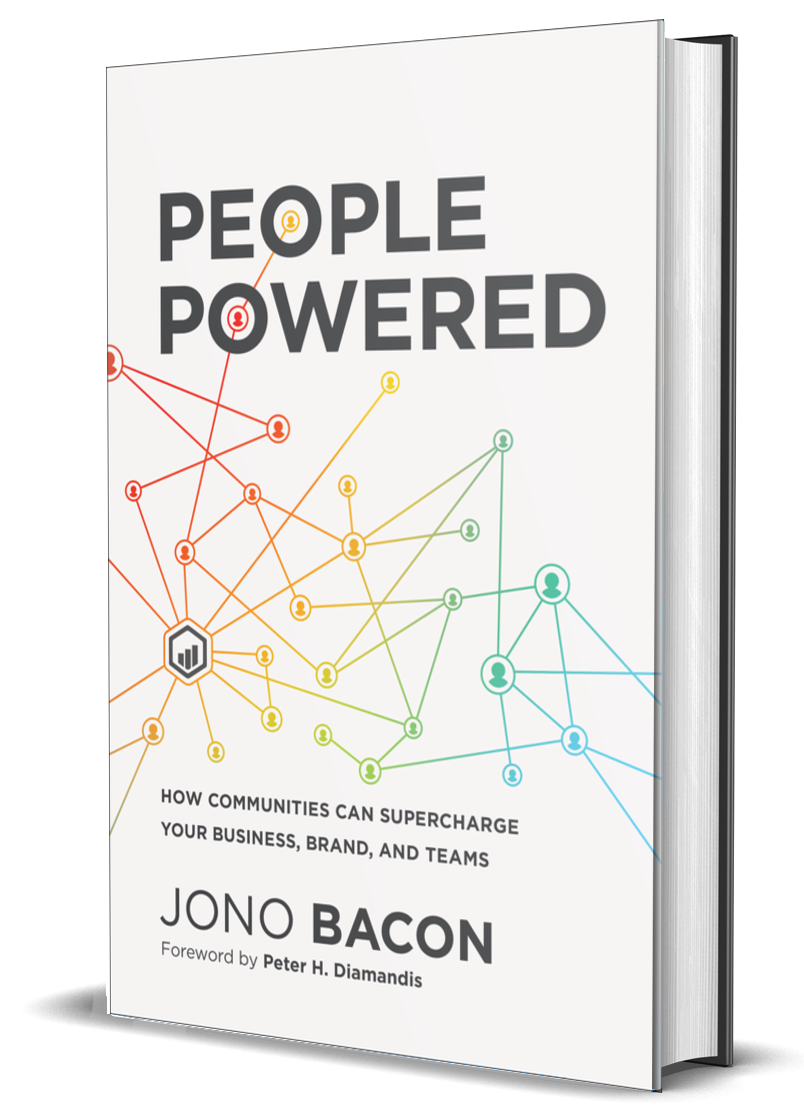 PEOPLE
POWERED
HOW COMMUNITIES CAN SUPERCHARGE
YOUR BUSINESS, BRAND, AND TEAMS
JONO BACON
Foreword by Peter H. Diamandis